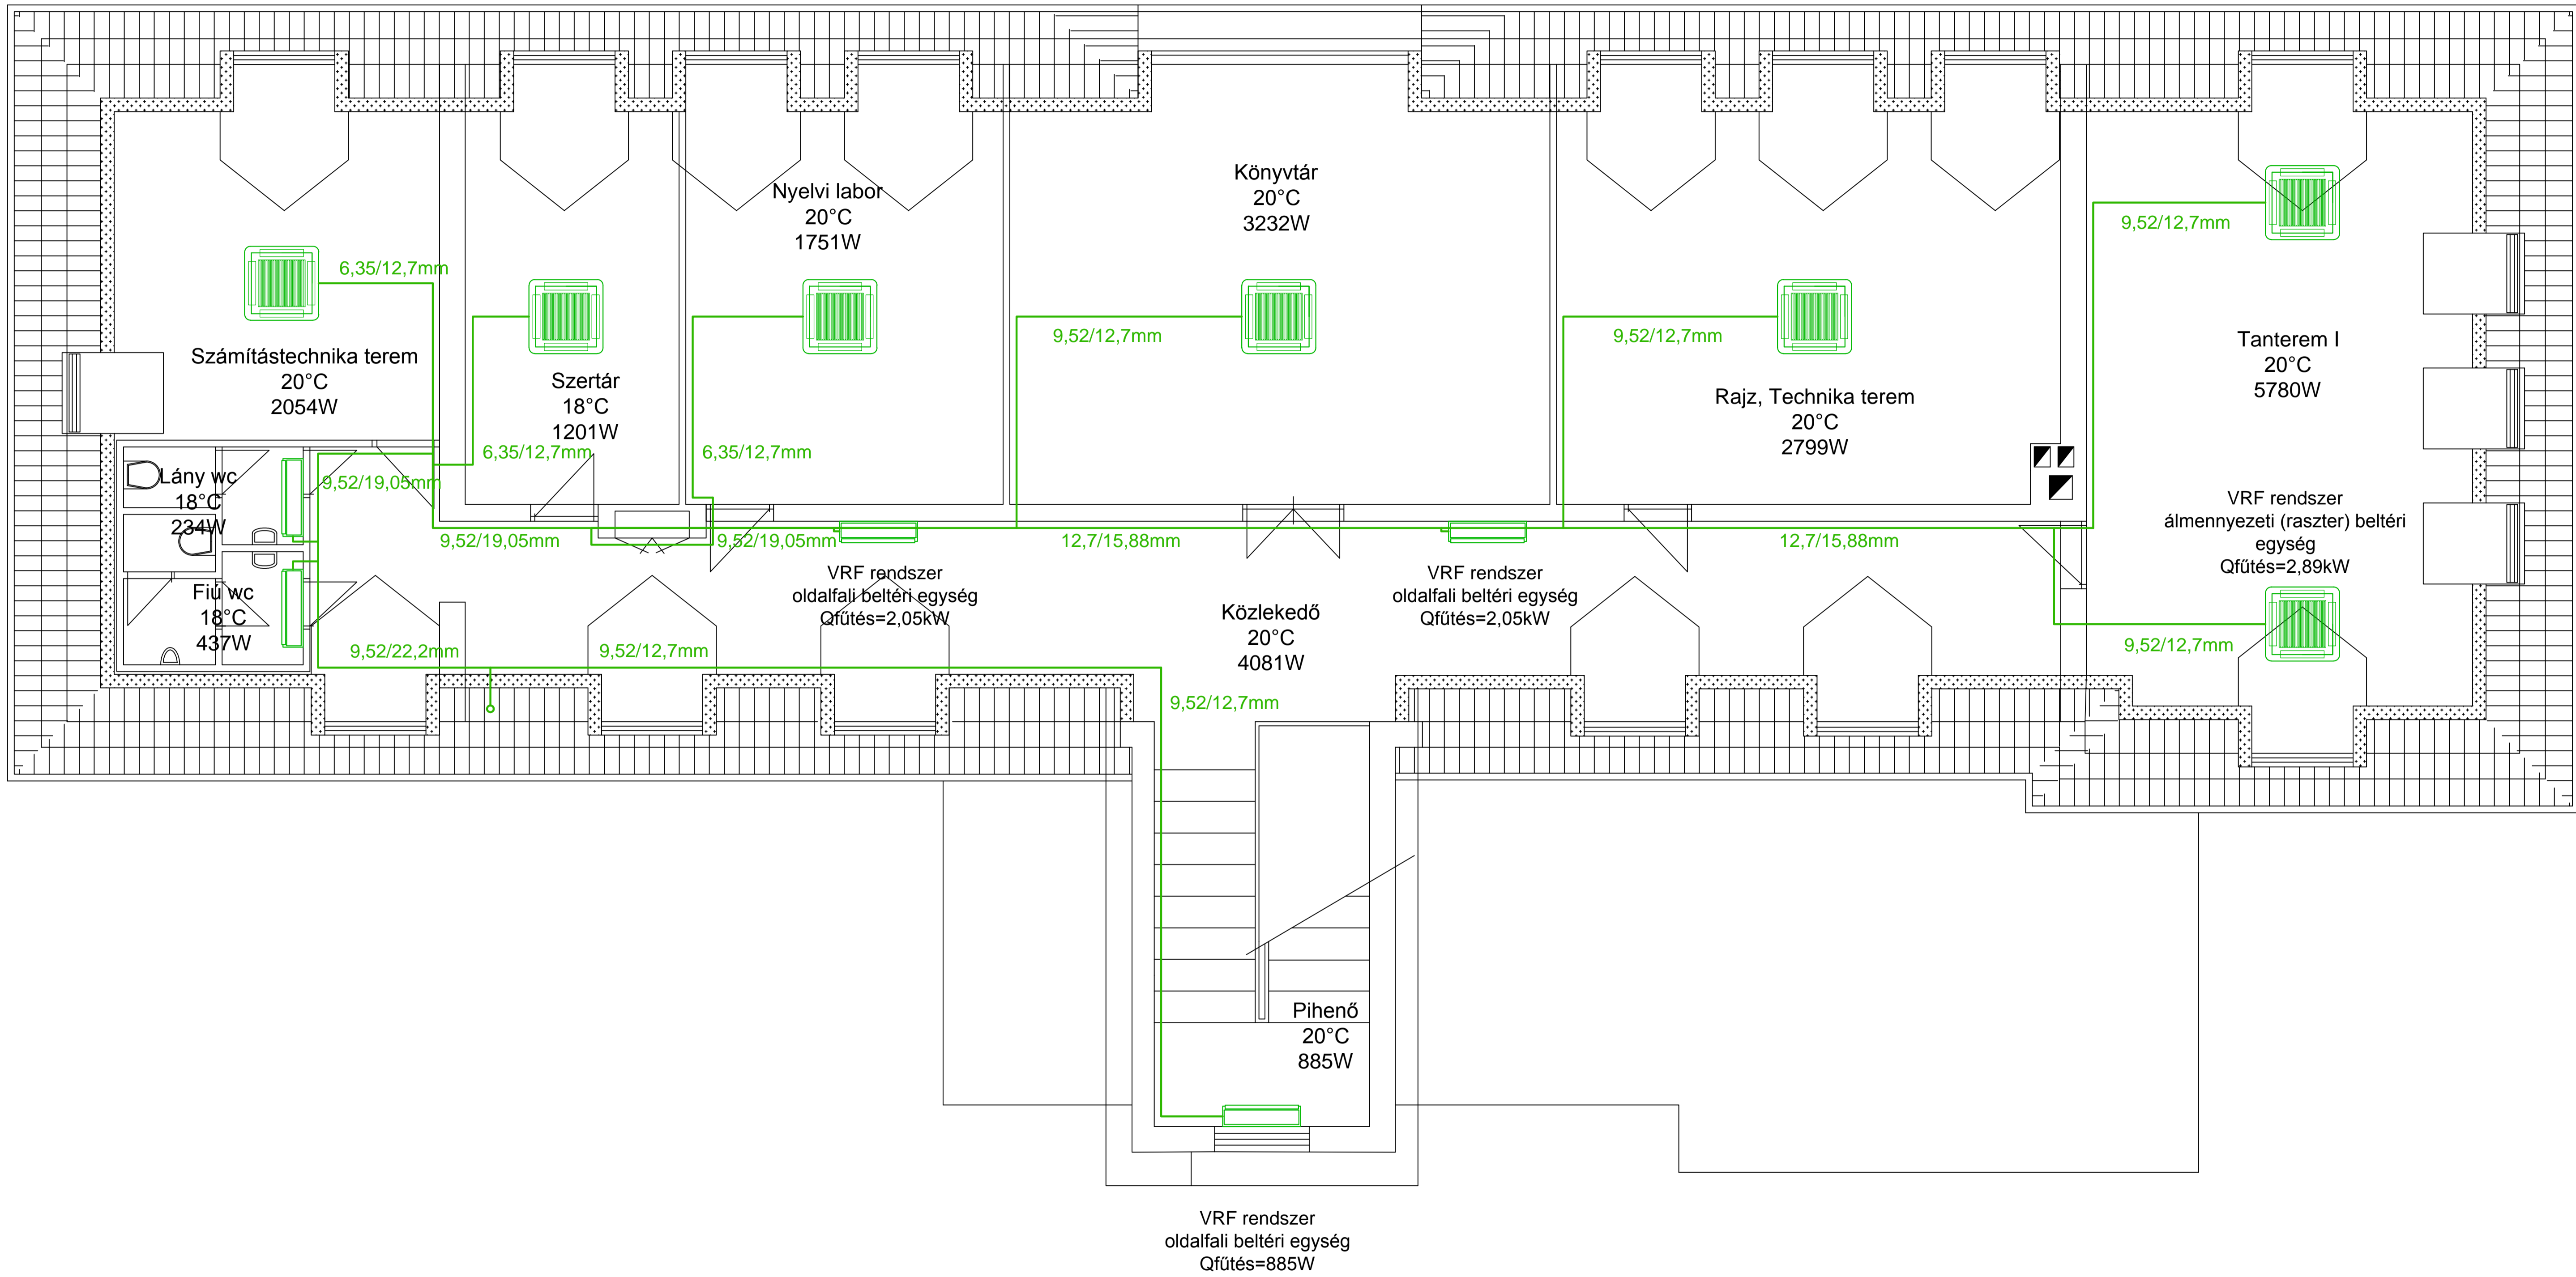 Könyvtár
20°C
3232W
Nyelvi labor
20°C
1751W
9,52/12,7mm
6,35/12,7mm
9,52/12,7mm
9,52/12,7mm
Számítástechnika terem
20°C
2054W
Szertár
18°C
1201W
Tanterem I
20°C
5780W
Rajz, Technika terem
20°C
2799W
6,35/12,7mm
6,35/12,7mm
Lány wc
18°C
234W
9,52/19,05mm
VRF rendszer
álmennyezeti (raszter) beltéri
egység
Qfűtés=2,89kW
9,52/19,05mm
9,52/19,05mm
12,7/15,88mm
12,7/15,88mm
VRF rendszer
oldalfali beltéri egység
Qfűtés=2,05kW
VRF rendszer
oldalfali beltéri egység
Qfűtés=2,05kW
Fiú wc
18°C
437W
Közlekedő
20°C
4081W
9,52/22,2mm
9,52/12,7mm
9,52/12,7mm
9,52/12,7mm
Pihenő
20°C
885W
VRF rendszer
oldalfali beltéri egység
Qfűtés=885W